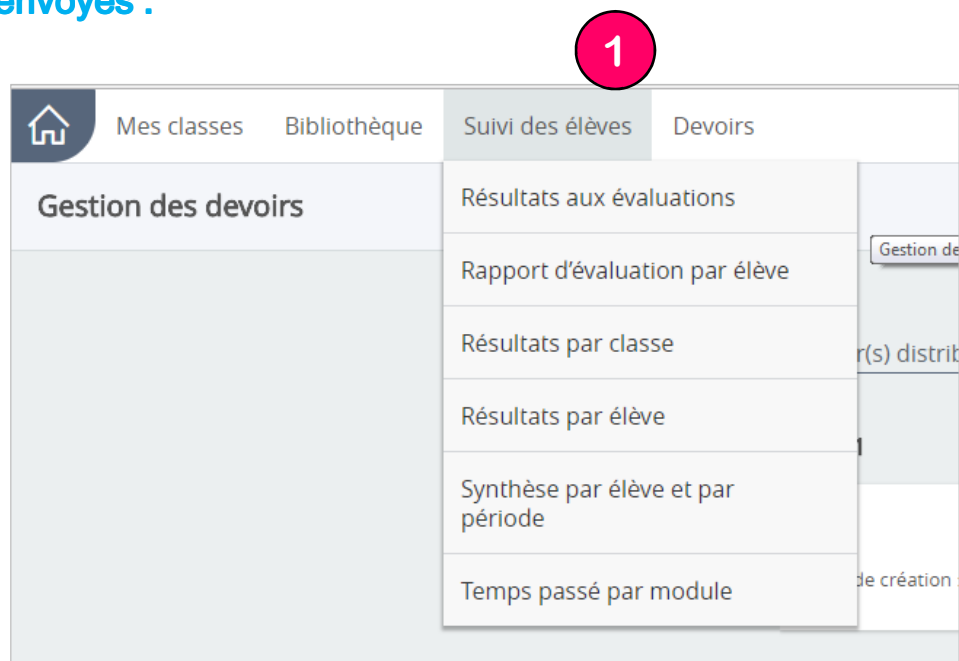 envoyés :
1
Mes classes Bibliothèque Suivi des élèves Devoirs
Gestion des devoirs
Résultats aux évaluations
Gestion de
Rapport d’évaluation par élève
Résultats par classe
r(s) distrib
Résultats par élève
1
Synthèse par élève et par
période
de création :
Temps passé par module